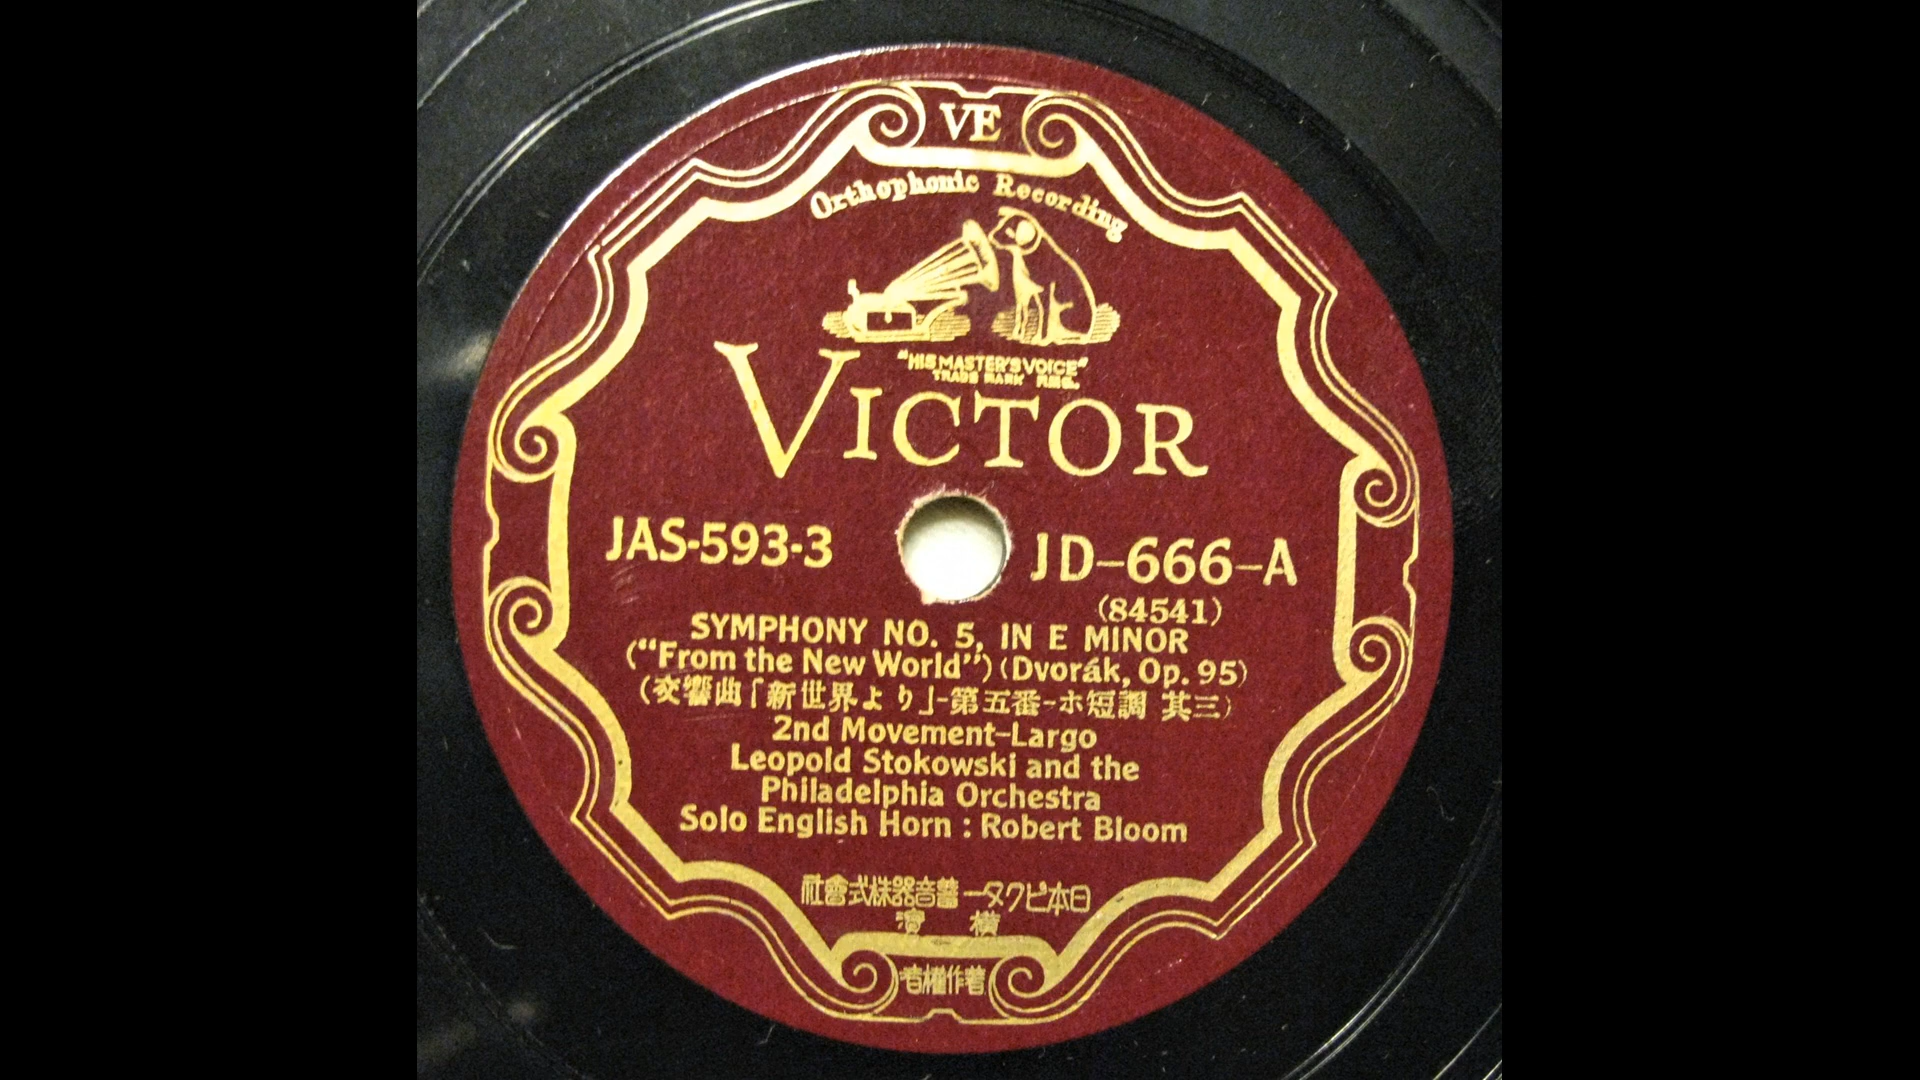 VE
Orthophonic Recording
"HIS MASTER'S VOICE"
TRADE MARK REG.
VICTOR
JAS-593-3
JD-666-A
(84541)
SYMPHONY NO. 5, IN E MINOR
("From the New World") (Dvorák, Op. 95)
(交響曲「新世界より」-第五番-ホ短調 其三)
2nd Movement-Largo
Leopold Stokowski and the
Philadelphia Orchestra
Solo English Horn : Robert Bloom
社會式株器音蓄ータクビ本日
濱橫
者權作著